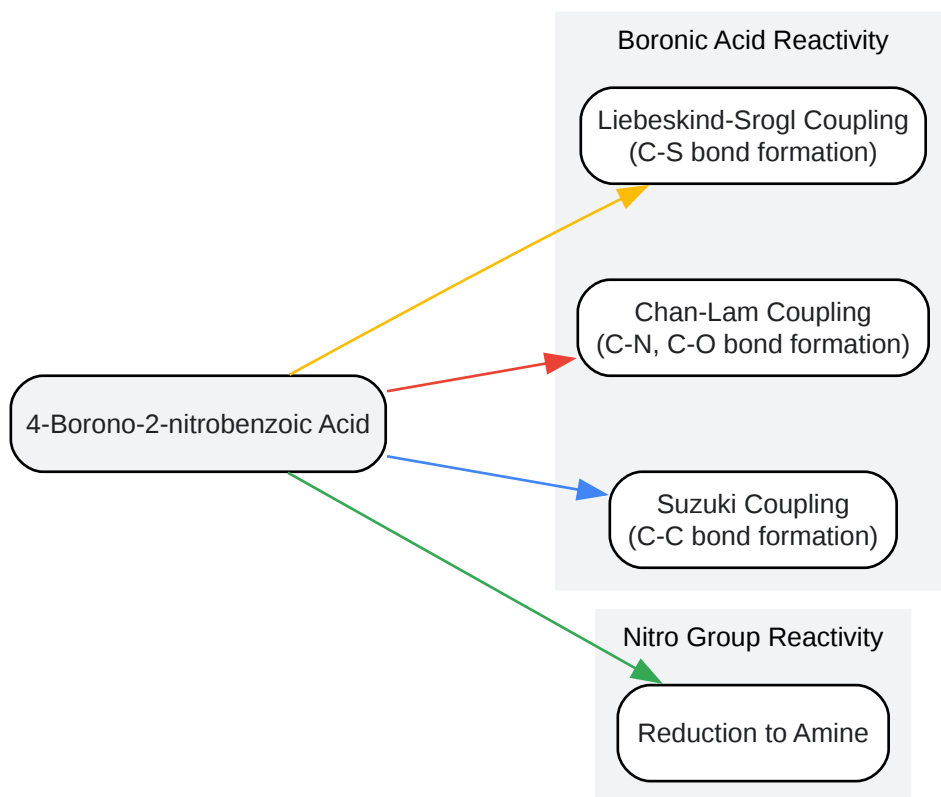 Boronic Acid Reactivity
Liebeskind-Srogl Coupling
(C-S bond formation)
Chan-Lam Coupling
(C-N, C-O bond formation)
4-Borono-2-nitrobenzoic Acid
Suzuki Coupling
(C-C bond formation)
Nitro Group Reactivity
Reduction to Amine